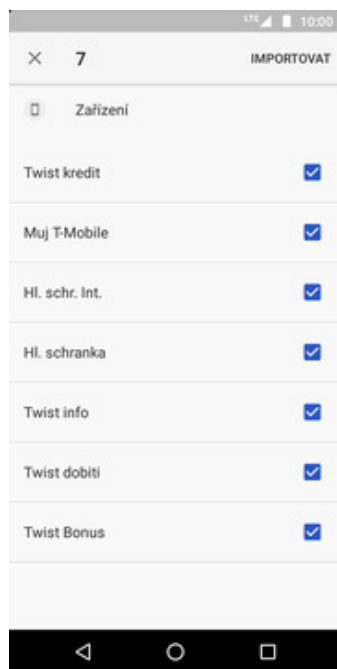 LTE 10:00
7 IMPORTOVAT
Zařízení
Twist kredit
Muj T-Mobile
Hl. schr. Int.
Hl. schranka
Twist info
Twist dobiti
Twist Bonus